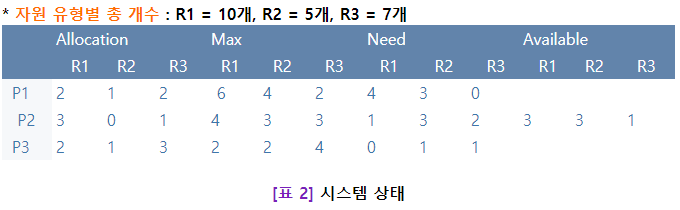 * 자원 유형별 총 개수 : R1 = 10개, R2 = 5개, R3 = 7개
Allocation Max Need Available
R1 R2 R3 R1 R2 R3 R1 R2 R3 R1 R2 R3
P1 2 1 2 6 4 2 4 3 0
P2 3 0 1 4 3 3 1 3 2 3 3 1
P3 2 1 3 2 2 4 0 1 1
[표 2] 시스템 상태